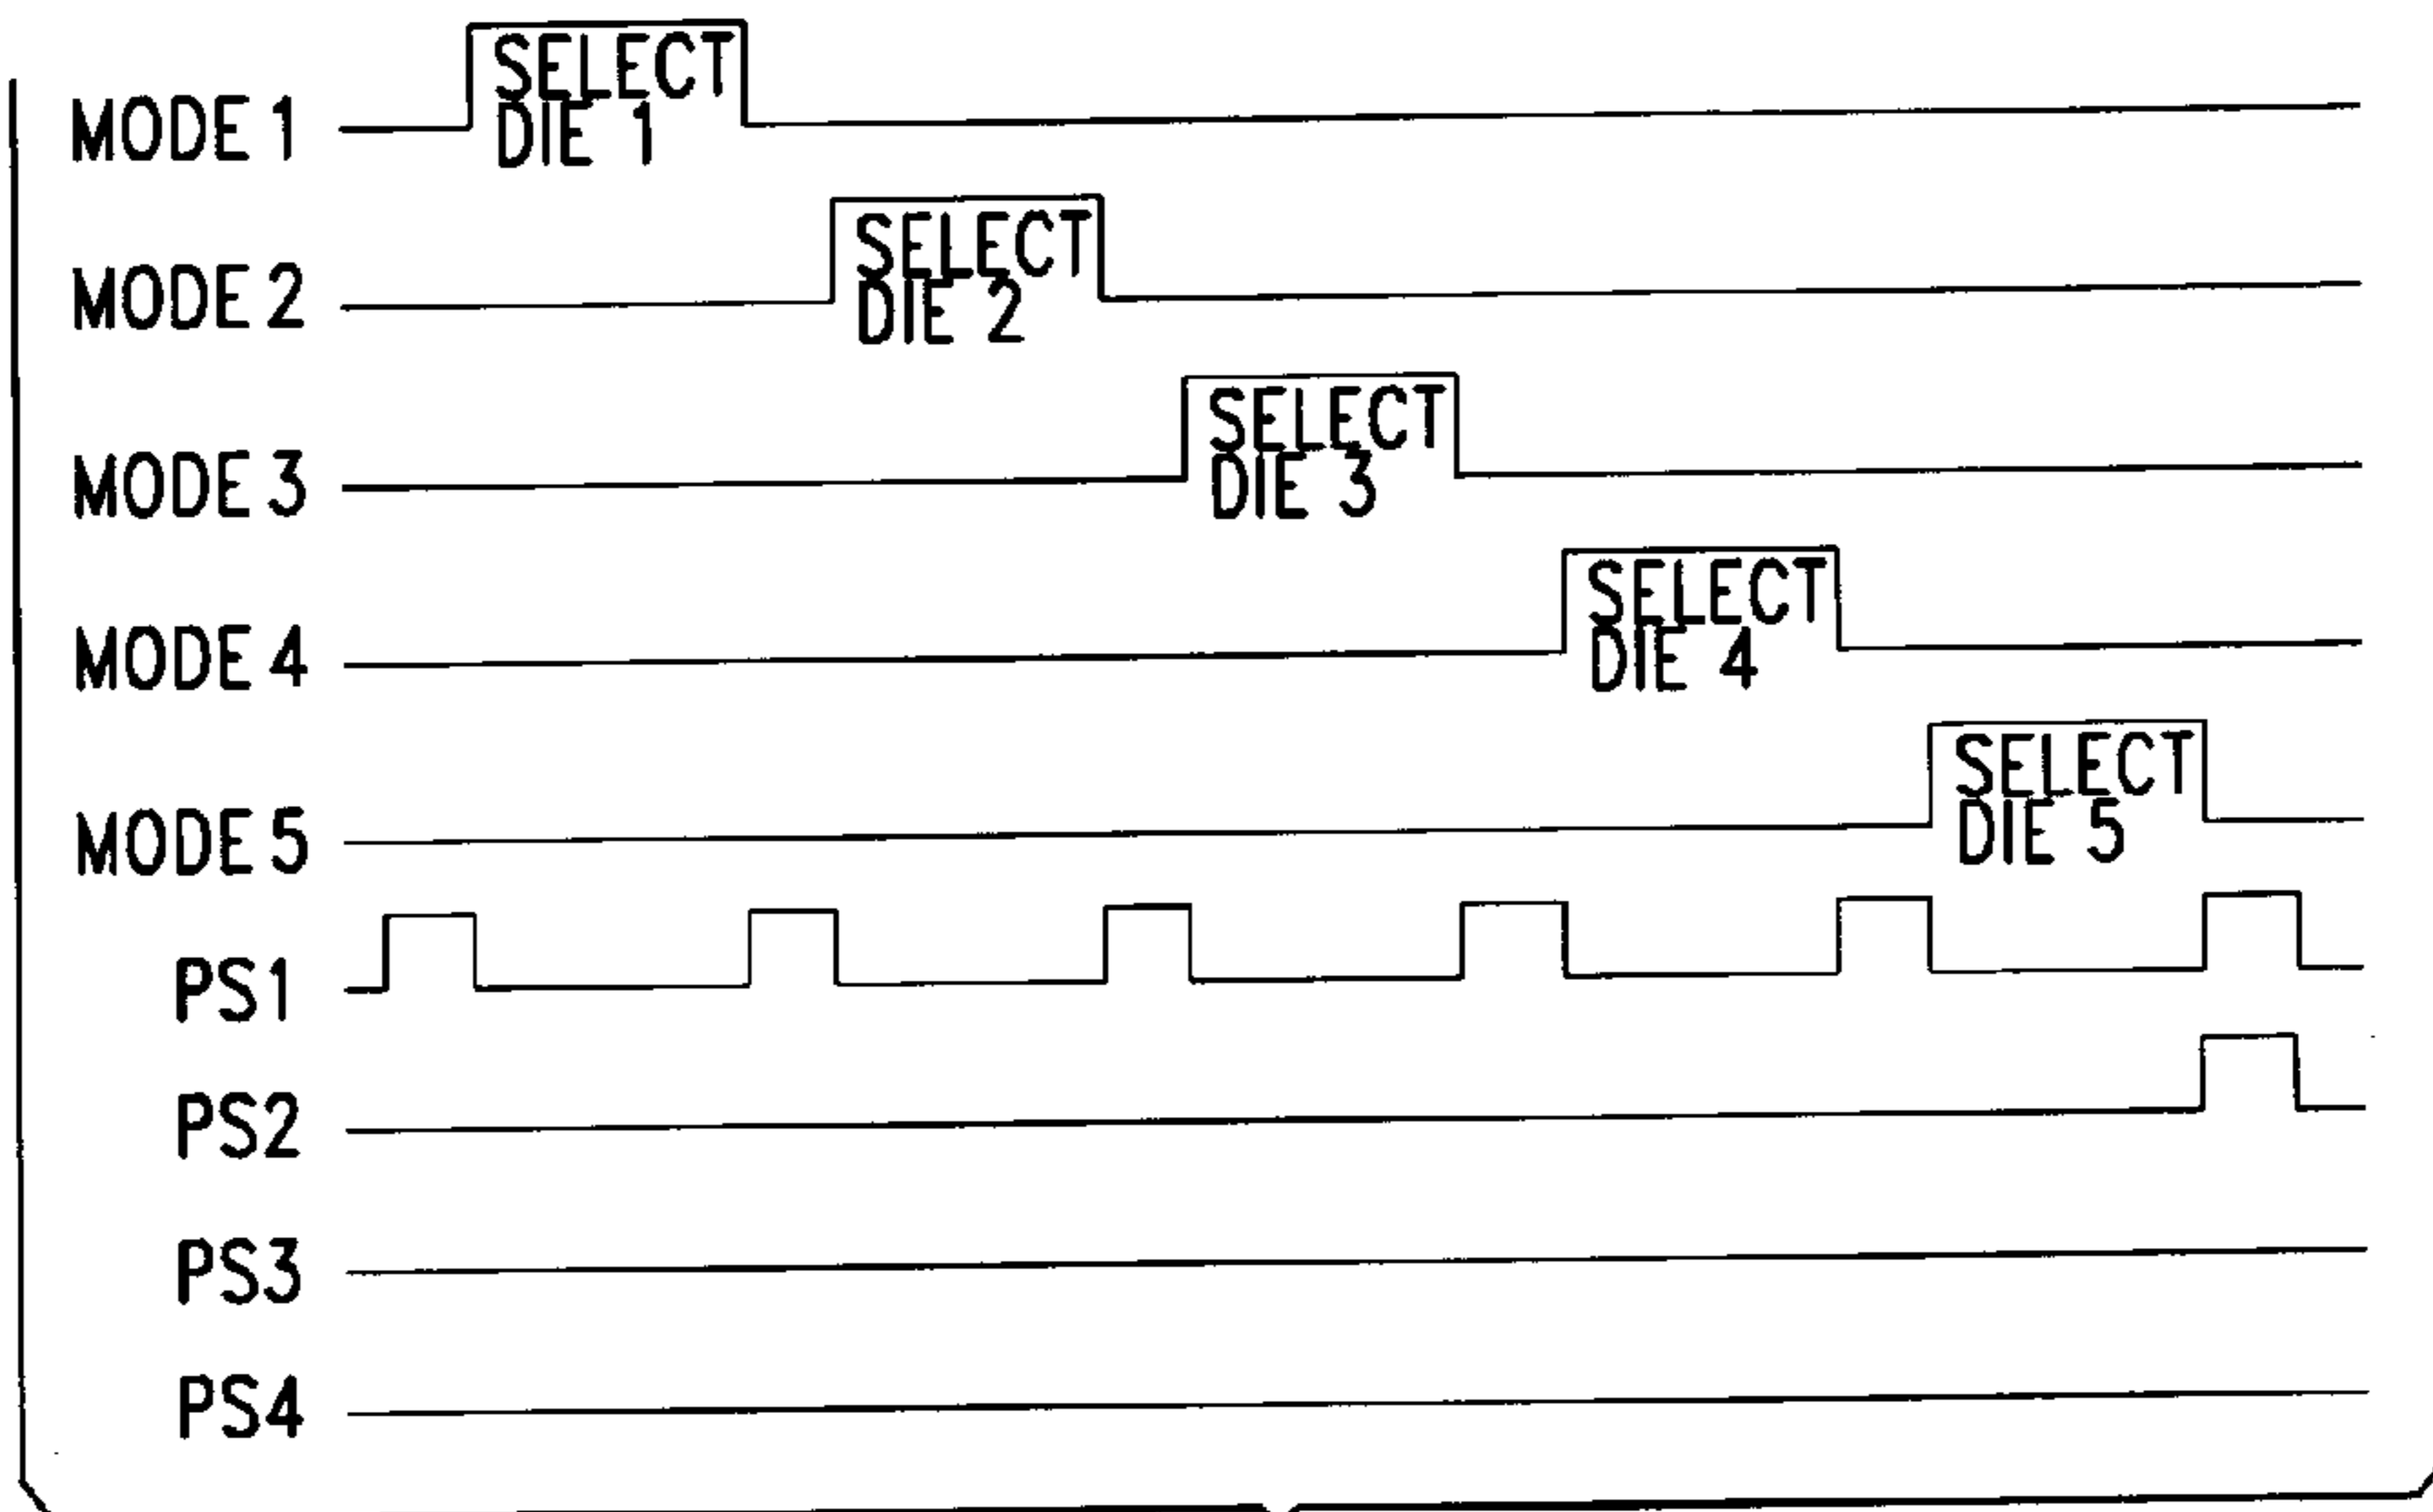 SELECT
DIE 1
MODE 1
SELECT
DIE 2
MODE 2
SELECT
DIE 3
MODE 3
SELECT
DIE 4
MODE 4
SELECT
DIE 5
MODE 5
PS1
PS2
PS3
PS4